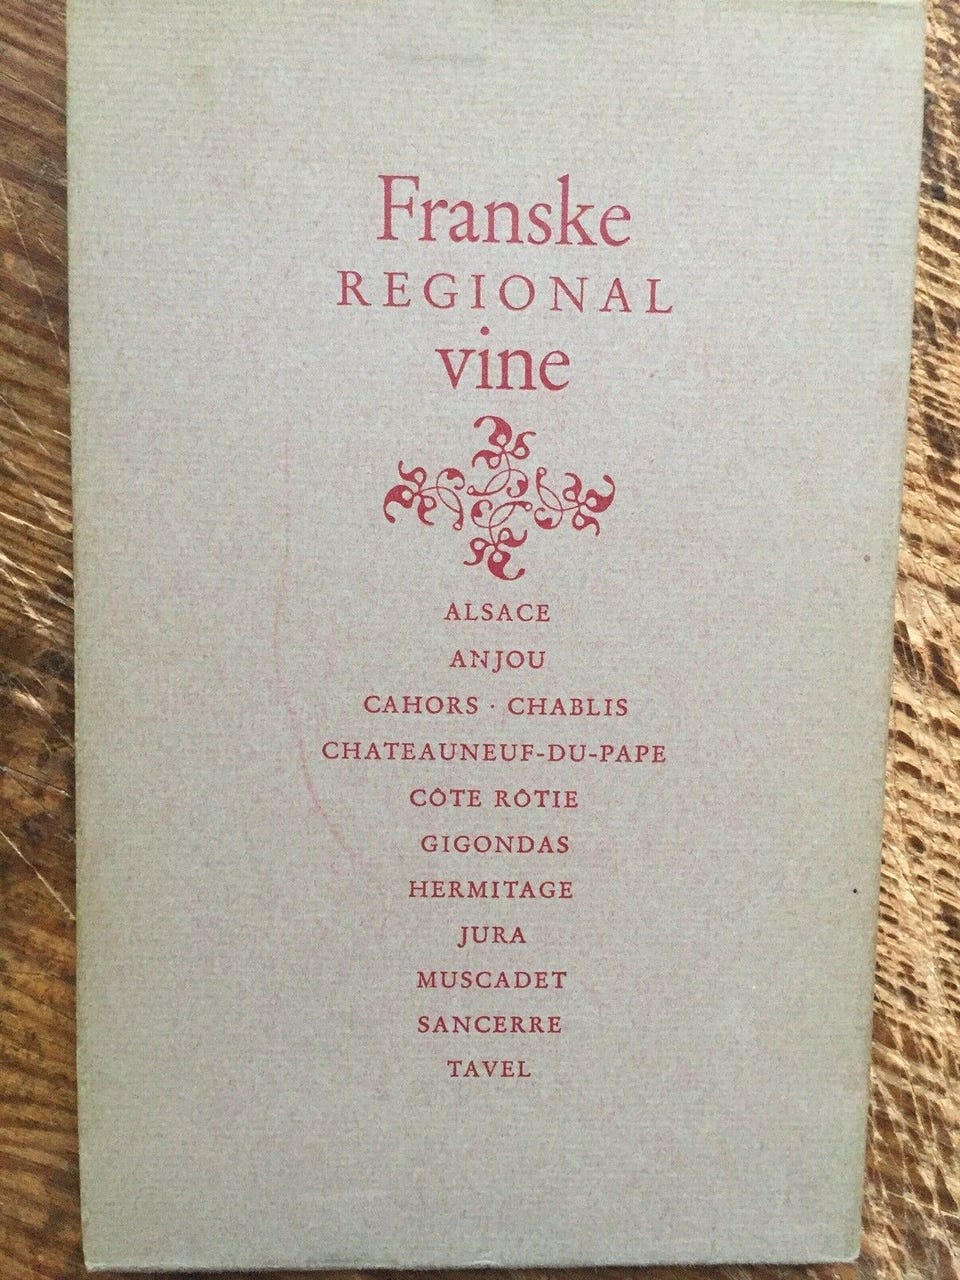 Franske
REGIONAL
vine
ALSACE
ANJOU
CAHORS · CHABLIS
CHATEAUNEUF-DU-PAPE
CÔTE RÔTIE
GIGONDAS
HERMITAGE
JURA
MUSCADET
SANCERRE
TAVEL